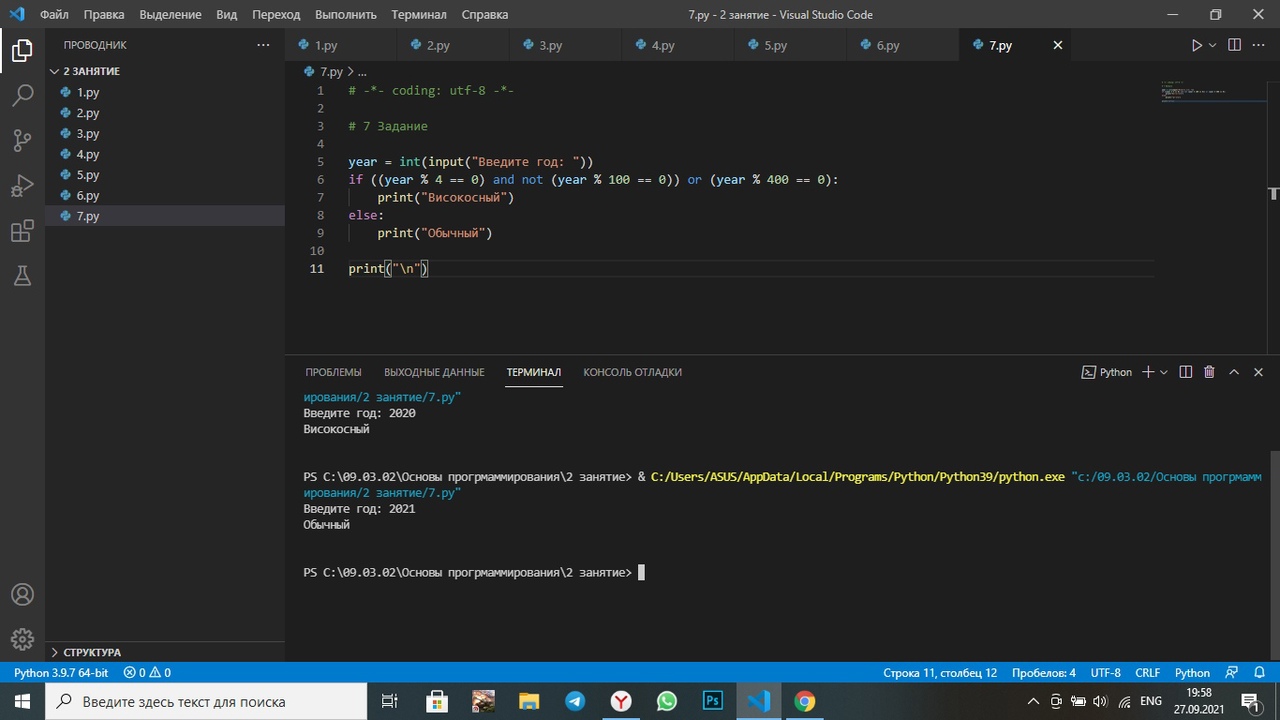 Файл Правка Выделение Вид Переход Выполнить Терминал Справка 7.py - 2 занятие - Visual Studio Code
ПРОВОДНИК ... 1.py 2.py 3.py 4.py 5.py 6.py 7.py
2 ЗАНЯТИЕ
1.py
2.py
3.py
4.py
5.py
6.py
7.py
7.py > ...
1 # -*- coding: utf-8 -*-
2
3 # 7 Задание
4
5 year = int(input("Введите год: "))
6 if ((year % 4 == 0) and not (year % 100 == 0)) or (year % 400 == 0):
7 print("Високосный")
8 else:
9 print("Обычный")
10
11 print("\n")
ПРОБЛЕМЫ ВЫХОДНЫЕ ДАННЫЕ ТЕРМИНАЛ КОНСОЛЬ ОТЛАДКИ Python
ирования/2 занятие/7.py"
Введите год: 2020
Високосный
PS C:\09.03.02\Основы прогрмаммирования\2 занятие> & C:/Users/ASUS/AppData/Local/Programs/Python/Python39/python.exe "c:/09.03.02/Основы прогрмамм
ирования/2 занятие/7.py"
Введите год: 2021
Обычный
PS C:\09.03.02\Основы прогрмаммирования\2 занятие>
СТРУКТУРА
Python 3.9.7 64-bit 0 0 Строка 11, столбец 12 Пробелов: 4 UTF-8 CRLF Python
Введите здесь текст для поиска Ps ENG 19:58
27.09.2021 1